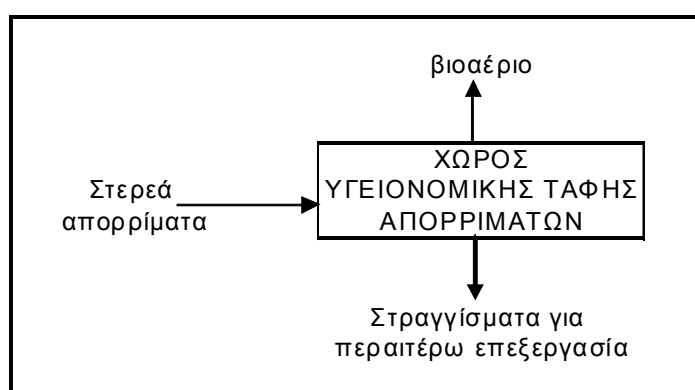 βιοαέριο
ΧΩΡΟΣ
ΥΓΕΙΟΝΟΜΙΚΗΣ ΤΑΦΗΣ
ΑΠΟΡΡΙΜΑΤΩΝ
Στερεά
απορρίματα
Στραγγίσματα για
περαιτέρω επεξεργασία